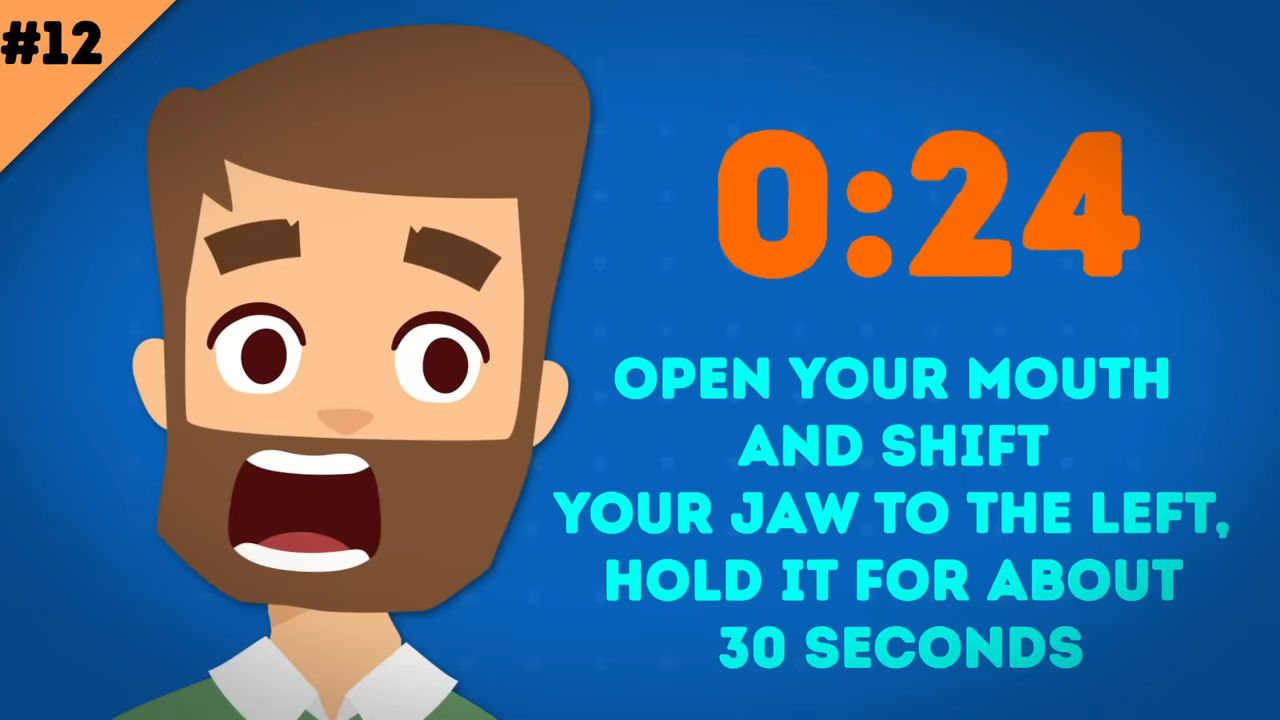 #12
0:24
OPEN YOUR MOUTH
AND SHIFT
YOUR JAW TO THE LEFT,
HOLD IT FOR ABOUT
30 SECONDS